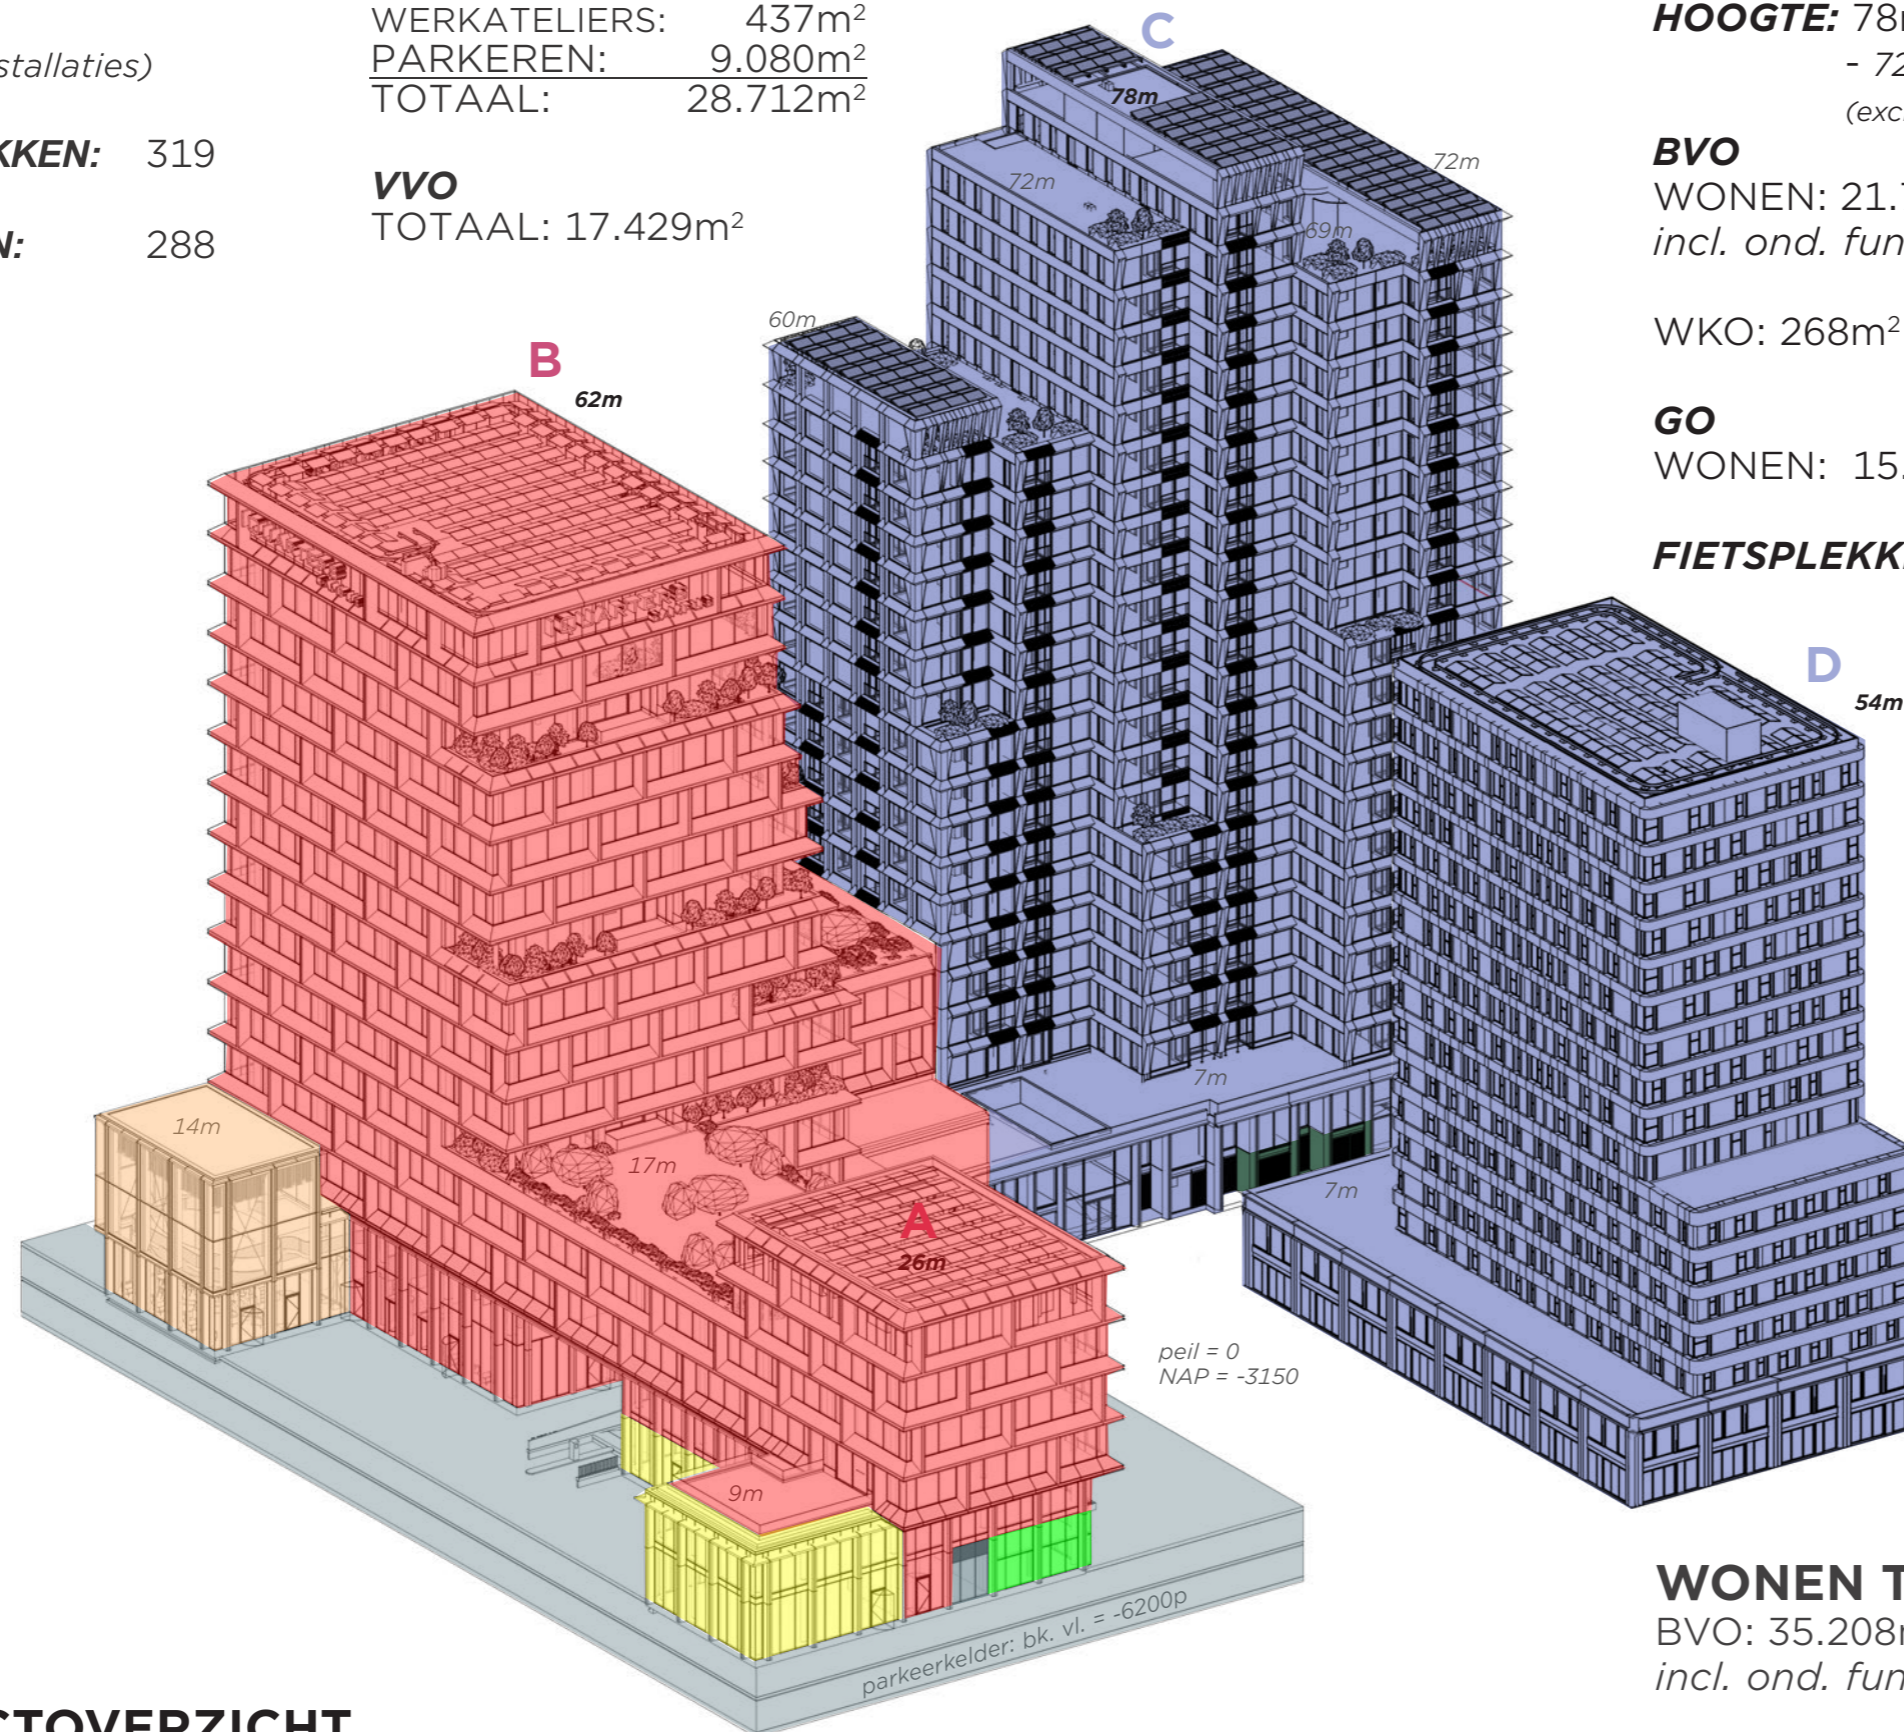 stallaties)
KKEN: 319
N: 288
WERKATELIERS: 437m²
PARKEREN: 9.080m²
TOTAAL: 28.712m²
VVO
TOTAAL: 17.429m²
HOOGTE: 78m
- 72
(exc
BVO
WONEN: 21.
incl. ond. fun
WKO: 268m²
GO
WONEN: 15.
FIETSPLEKK
C
78m
72m
72m
69m
60m
B
62m
D
54m
7m
7m
14m
17m
A
26m
peil = 0
NAP = -3150
9m
parkeerkelder: bk. vl. = -6200p
WONEN T
BVO: 35.208m
incl. ond. fun
CTOVERZICHT